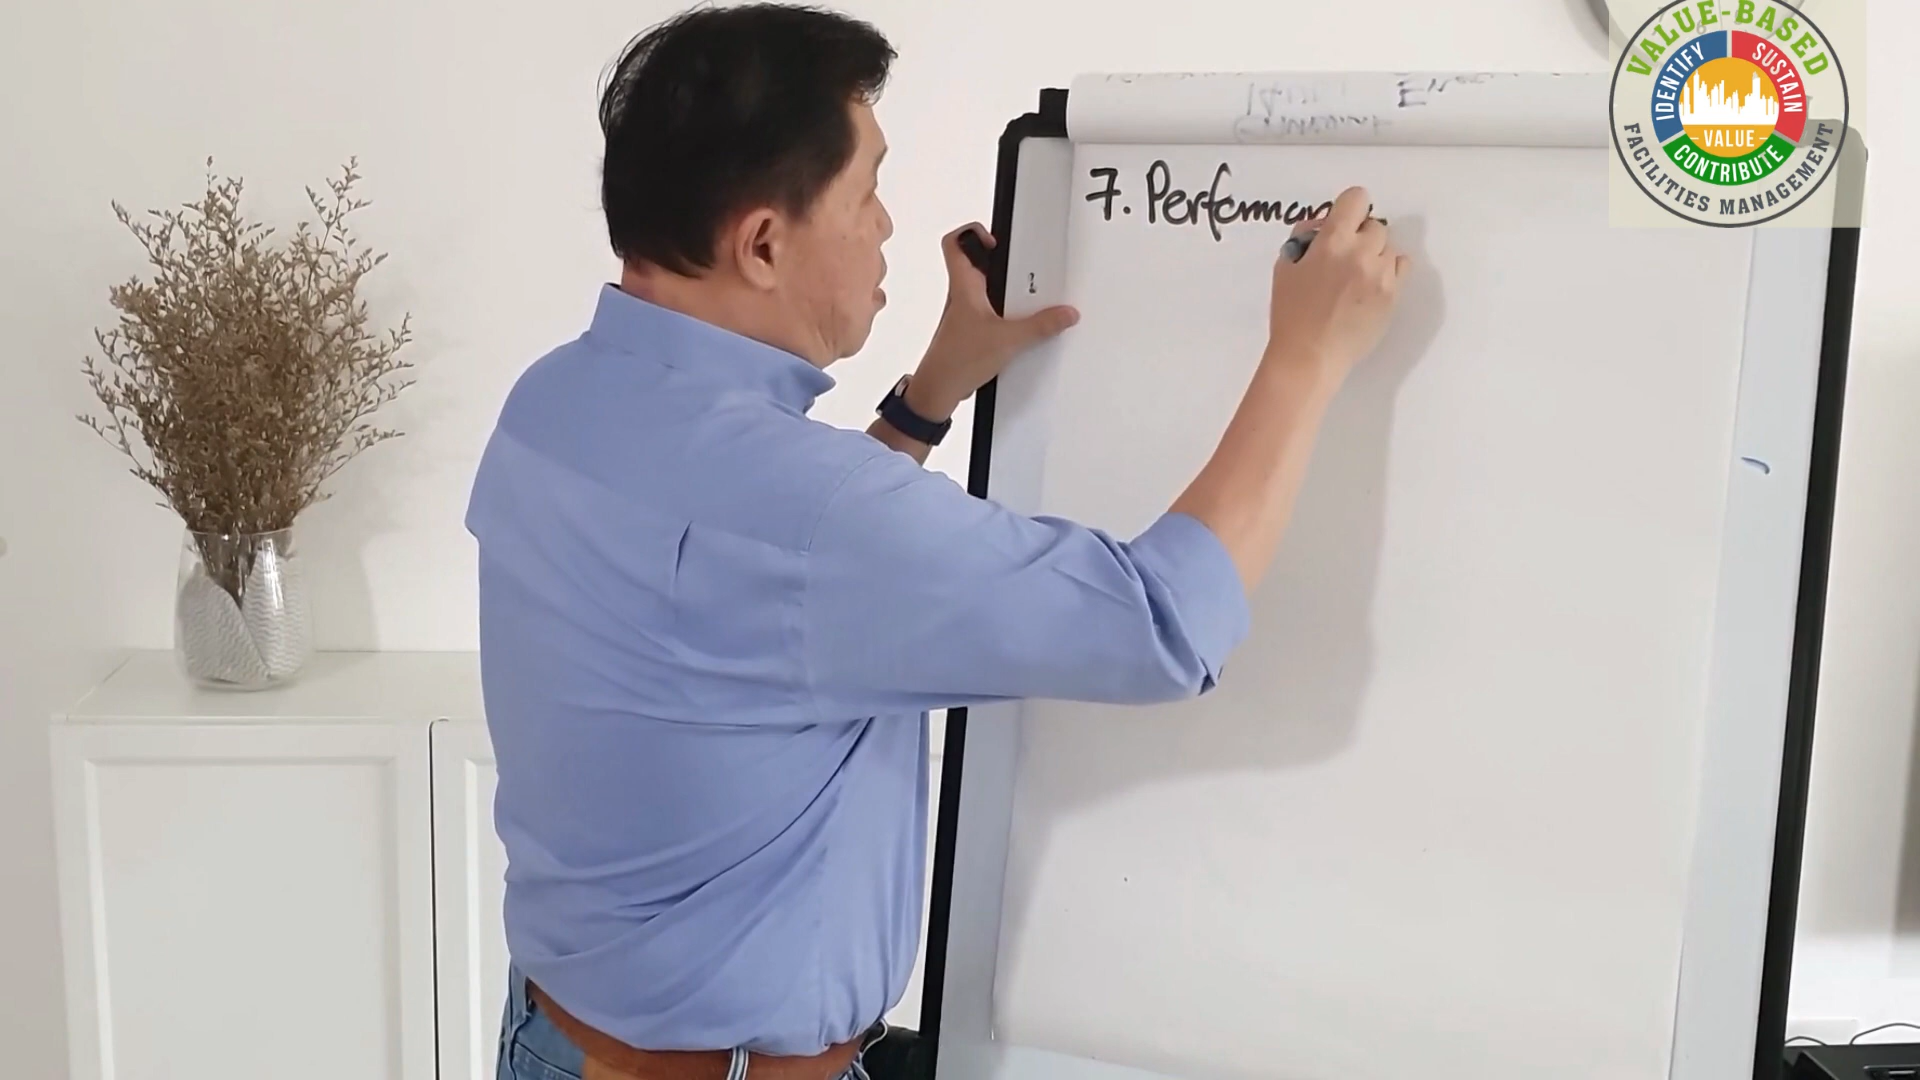 7. Performan
VALUE-BASED
IDENTIFY
SUSTAIN
VALUE
CONTRIBUTE
FACILITIES MANAGEMENT